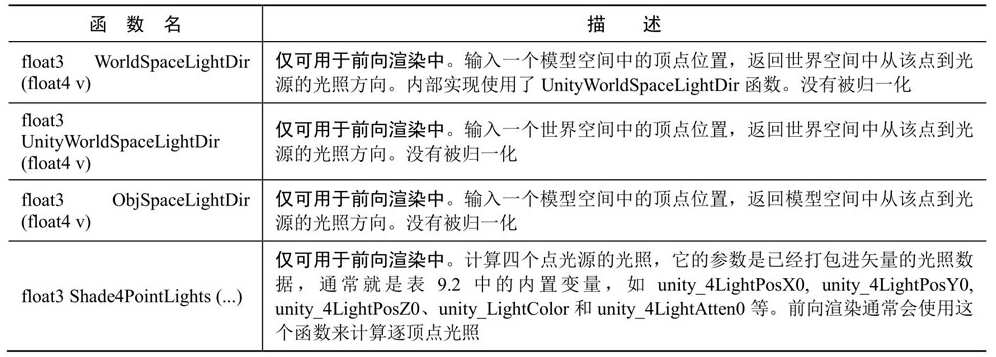 函 数 名
描 述
float3 WorldSpaceLightDir
(float4 v)
仅可用于前向渲染中。输入一个模型空间中的顶点位置，返回世界空间中从该点到光
源的光照方向。内部实现使用了 UnityWorldSpaceLightDir 函数。没有被归一化
float3
UnityWorldSpaceLightDir
(float4 v)
仅可用于前向渲染中。输入一个世界空间中的顶点位置，返回世界空间中从该点到光
源的光照方向。没有被归一化
float3 ObjSpaceLightDir
(float4 v)
仅可用于前向渲染中。输入一个模型空间中的顶点位置，返回模型空间中从该点到光
源的光照方向。没有被归一化
float3 Shade4PointLights (...)
仅可用于前向渲染中。计算四个点光源的光照，它的参数是已经打包进矢量的光照数
据，通常就是表 9.2 中的内置变量，如 unity_4LightPosX0, unity_4LightPosY0,
unity_4LightPosZ0、unity_LightColor 和 unity_4LightAtten0 等。前向渲染通常会使用这
个函数来计算逐顶点光照